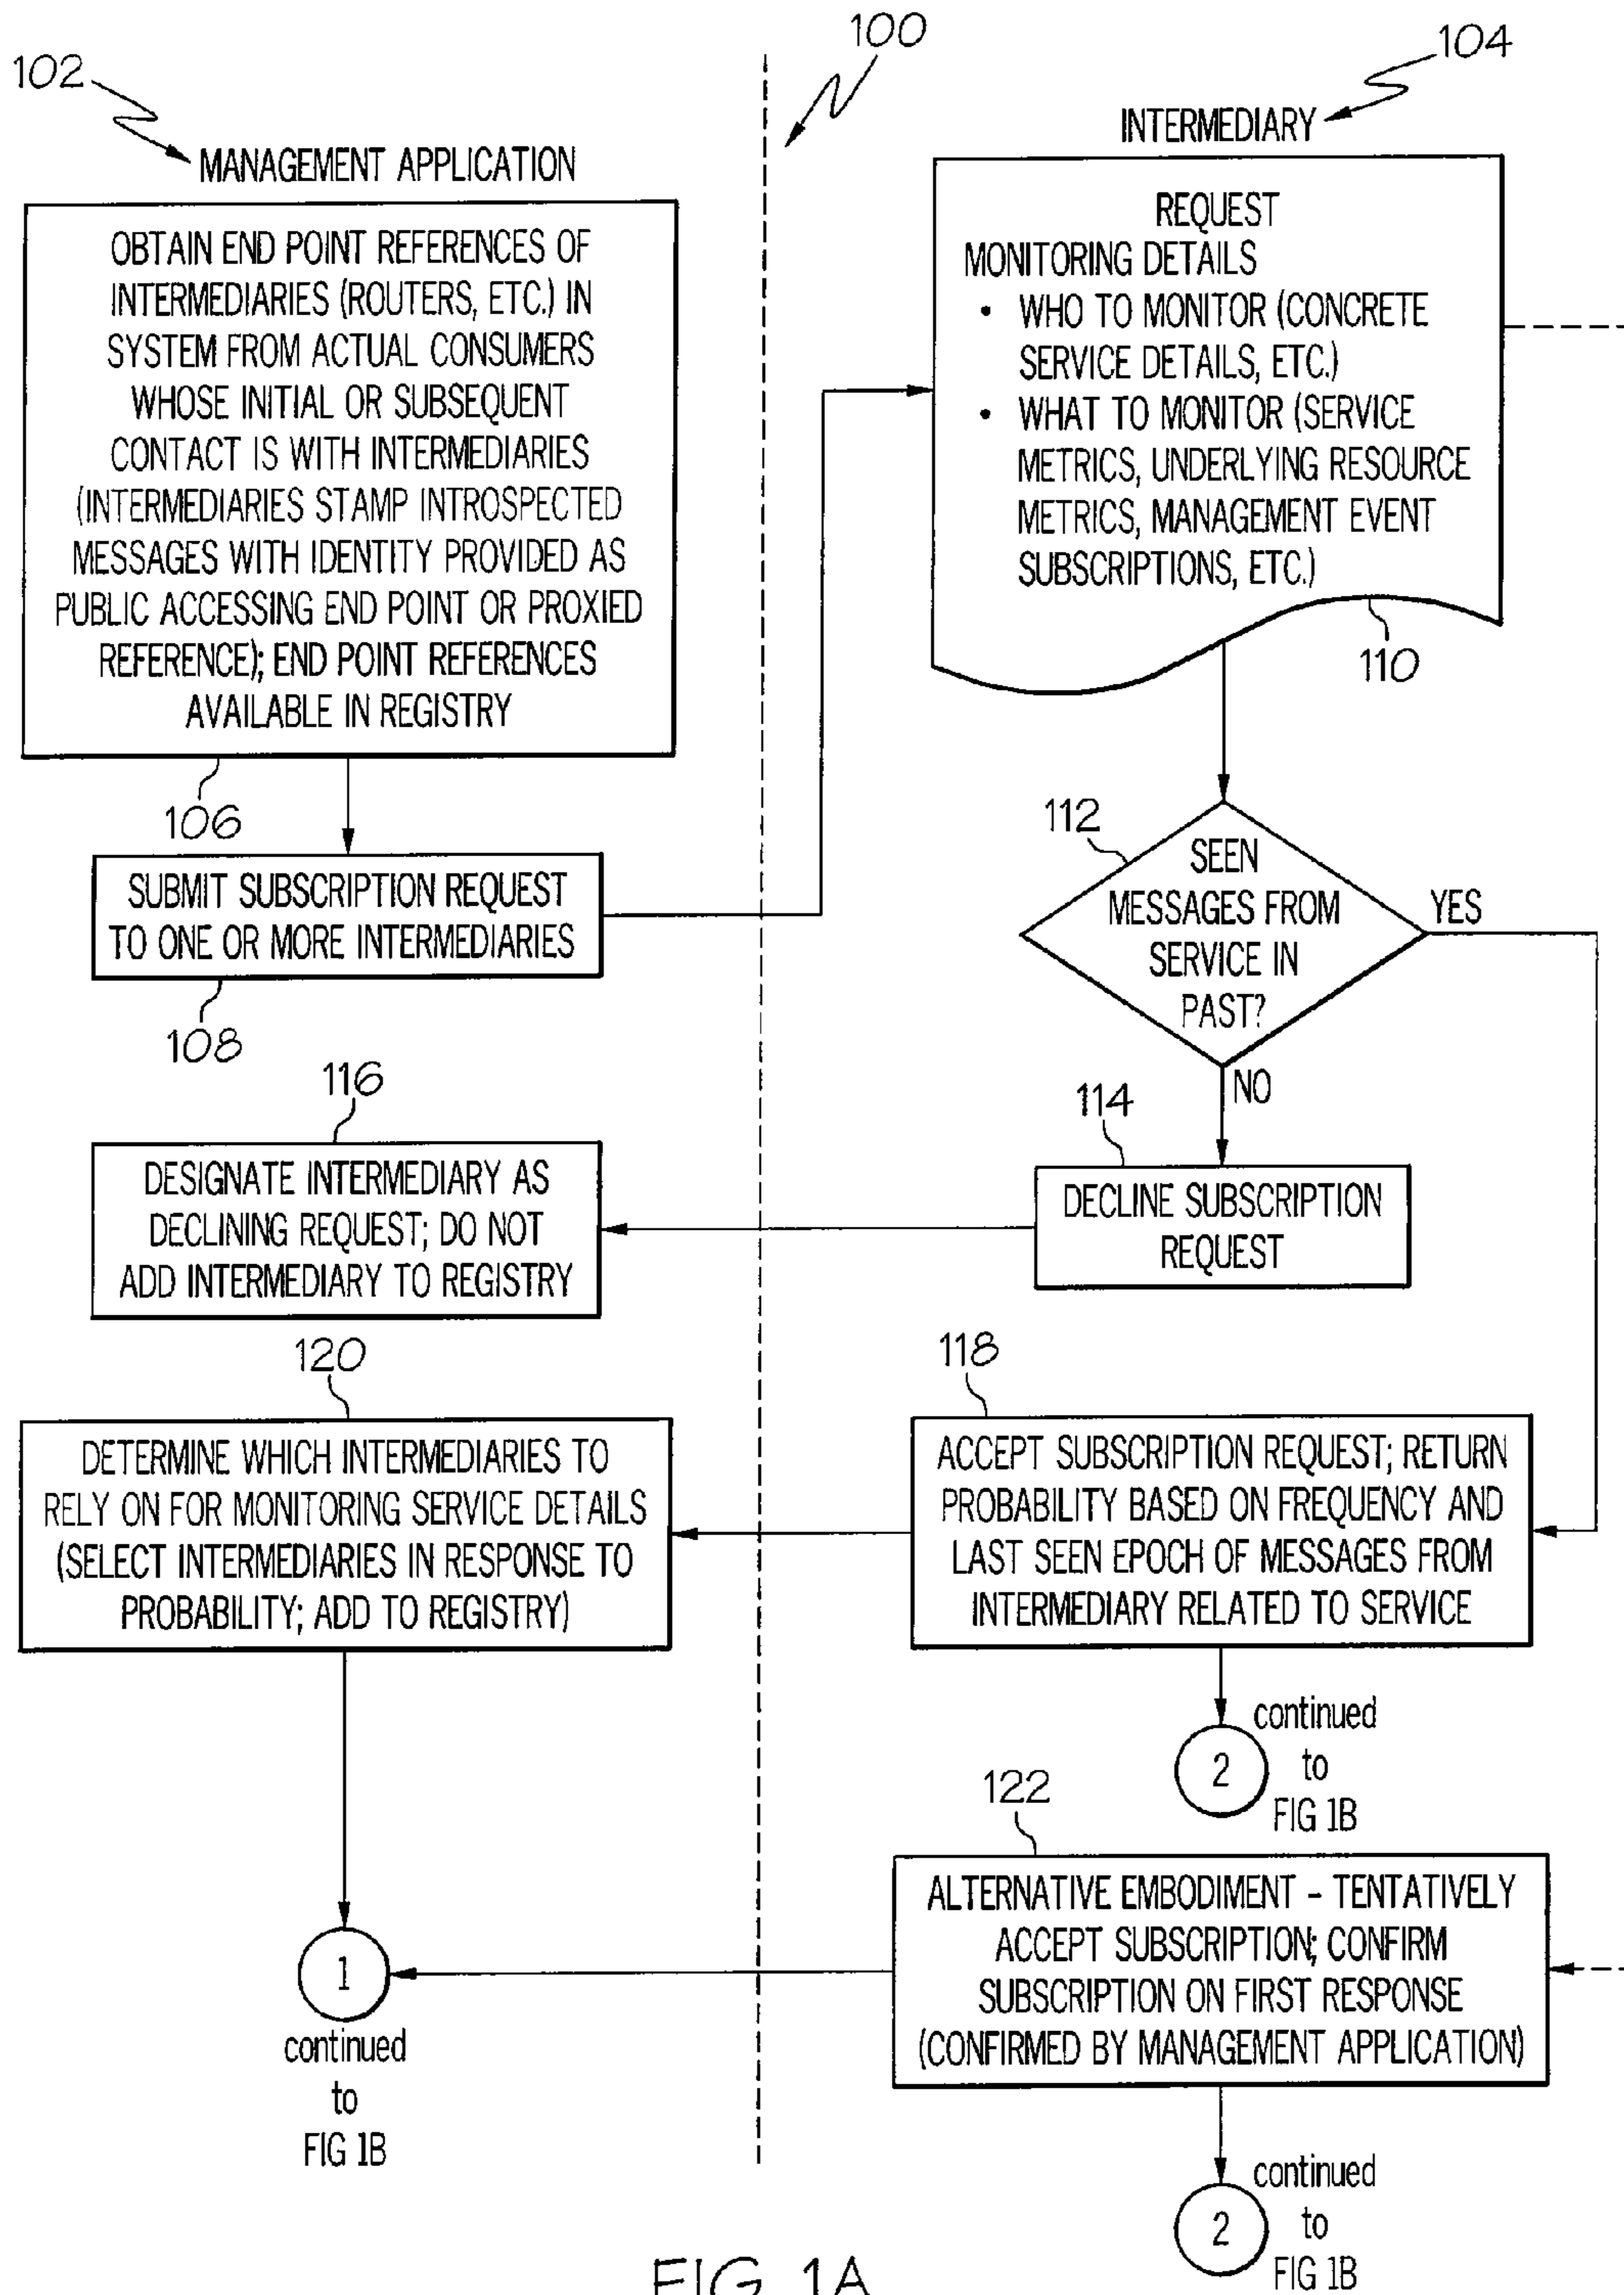 100
102
104
MANAGEMENT APPLICATION
INTERMEDIARY
OBTAIN END POINT REFERENCES OF
INTERMEDIARIES (ROUTERS, ETC.) IN
SYSTEM FROM ACTUAL CONSUMERS
WHOSE INITIAL OR SUBSEQUENT
CONTACT IS WITH INTERMEDIARIES
(INTERMEDIARIES STAMP INTROSPECTED
MESSAGES WITH IDENTITY PROVIDED AS
PUBLIC ACCESSING END POINT OR PROXIED
REFERENCE); END POINT REFERENCES
AVAILABLE IN REGISTRY
106
REQUEST
MONITORING DETAILS
• WHO TO MONITOR (CONCRETE
SERVICE DETAILS, ETC.)
• WHAT TO MONITOR (SERVICE
METRICS, UNDERLYING RESOURCE
METRICS, MANAGEMENT EVENT
SUBSCRIPTIONS, ETC.)
110
SUBMIT SUBSCRIPTION REQUEST
TO ONE OR MORE INTERMEDIARIES
108
112
SEEN
MESSAGES FROM
SERVICE IN
PAST?
YES
NO
116
DESIGNATE INTERMEDIARY AS
DECLINING REQUEST; DO NOT
ADD INTERMEDIARY TO REGISTRY
114
DECLINE SUBSCRIPTION
REQUEST
120
DETERMINE WHICH INTERMEDIARIES TO
RELY ON FOR MONITORING SERVICE DETAILS
(SELECT INTERMEDIARIES IN RESPONSE TO
PROBABILITY; ADD TO REGISTRY)
118
ACCEPT SUBSCRIPTION REQUEST; RETURN
PROBABILITY BASED ON FREQUENCY AND
LAST SEEN EPOCH OF MESSAGES FROM
INTERMEDIARY RELATED TO SERVICE
2
continued
to
FIG 1B
122
ALTERNATIVE EMBODIMENT – TENTATIVELY
ACCEPT SUBSCRIPTION; CONFIRM
SUBSCRIPTION ON FIRST RESPONSE
(CONFIRMED BY MANAGEMENT APPLICATION)
1
continued
to
FIG 1B
2
continued
to
FIG 1B
FIG. 1A